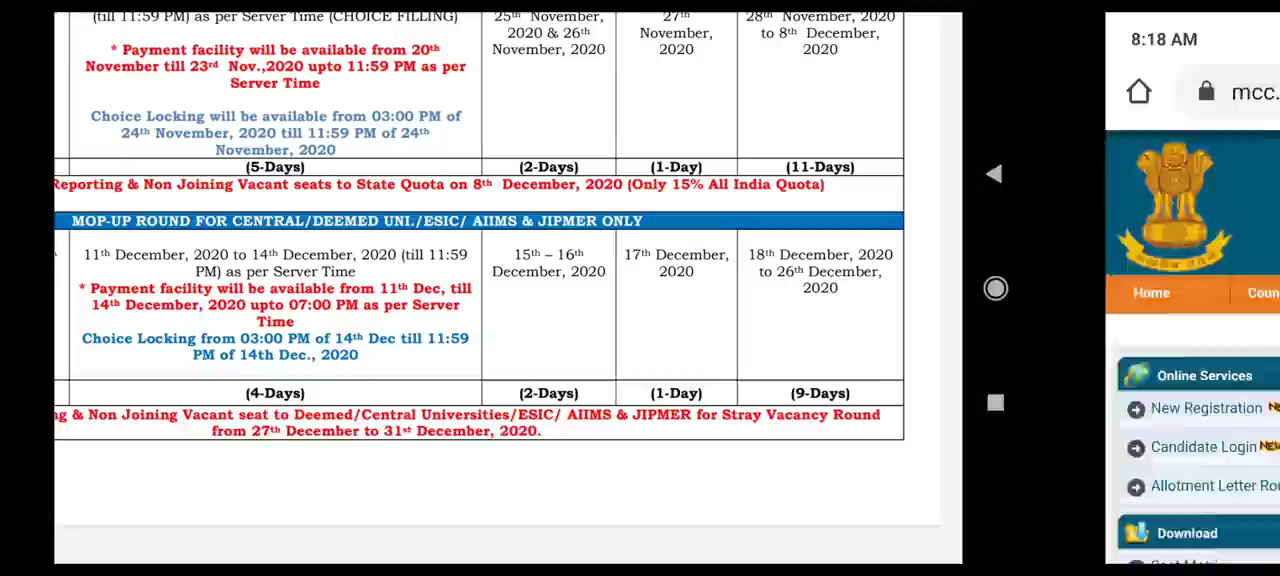 (till 11:59 PM) as per Server Time (CHOICE FILLING)
* Payment facility will be available from 20th
November till 23rd Nov.,2020 upto 11:59 PM as per
Server Time
Choice Locking will be available from 03:00 PM of
24th November, 2020 till 11:59 PM of 24th
November, 2020
25th November,
2020 & 26th
November, 2020
27th
November,
2020
28th November, 2020
to 8th December,
2020
(5-Days) (2-Days) (1-Day) (11-Days)
Reporting & Non Joining Vacant seats to State Quota on 8th December, 2020 (Only 15% All India Quota)
MOP-UP ROUND FOR CENTRAL/DEEMED UNI./ESIC/ AIIMS & JIPMER ONLY
11th December, 2020 to 14th December, 2020 (till 11:59
PM) as per Server Time
* Payment facility will be available from 11th Dec, till
14th December, 2020 upto 07:00 PM as per Server
Time
Choice Locking from 03:00 PM of 14th Dec till 11:59
PM of 14th Dec., 2020
15th – 16th
December, 2020
17th December,
2020
18th December, 2020
to 26th December,
2020
(4-Days) (2-Days) (1-Day) (9-Days)
ng & Non Joining Vacant seat to Deemed/Central Universities/ESIC/ AIIMS & JIPMER for Stray Vacancy Round
from 27th December to 31st December, 2020.
8:18 AM
mcc.
Home Coun
Online Services
New Registration NE
Candidate Login NEW
Allotment Letter Rou
Download